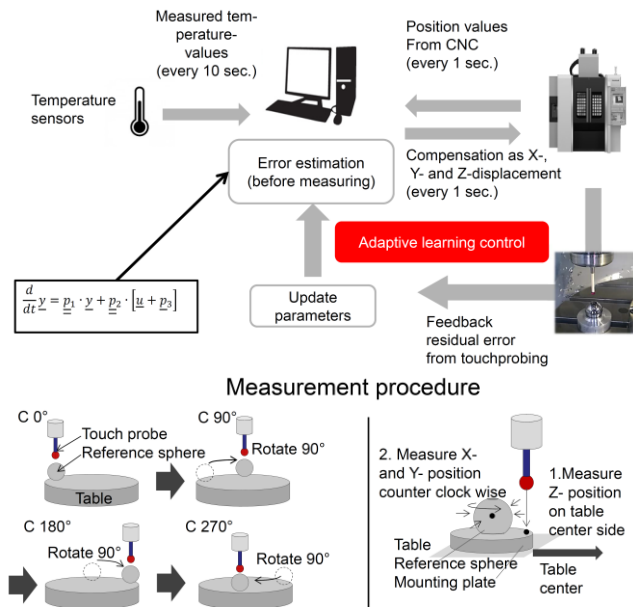 Measured tem-
perature-
values
(every 10 sec.)
Position values
From CNC
(every 1 sec.)
Temperature
sensors
Error estimation
(before measuring)
Compensation as X-,
Y- and Z-displacement
(every 1 sec.)
Adaptive learning control
d/dt y = p₁ · y + p₂ · [u + p₃]
Update
parameters
Feedback
residual error
from touchprobing
Measurement procedure
C 0°
Touch probe
Reference sphere
Table
C 90°
Rotate 90°
C 180°
Rotate 90°
C 270°
Rotate 90°
2. Measure X-
and Y- position
counter clock wise
1.Measure
Z- position
on table
center side
Table
Reference sphere
Mounting plate
Table
center